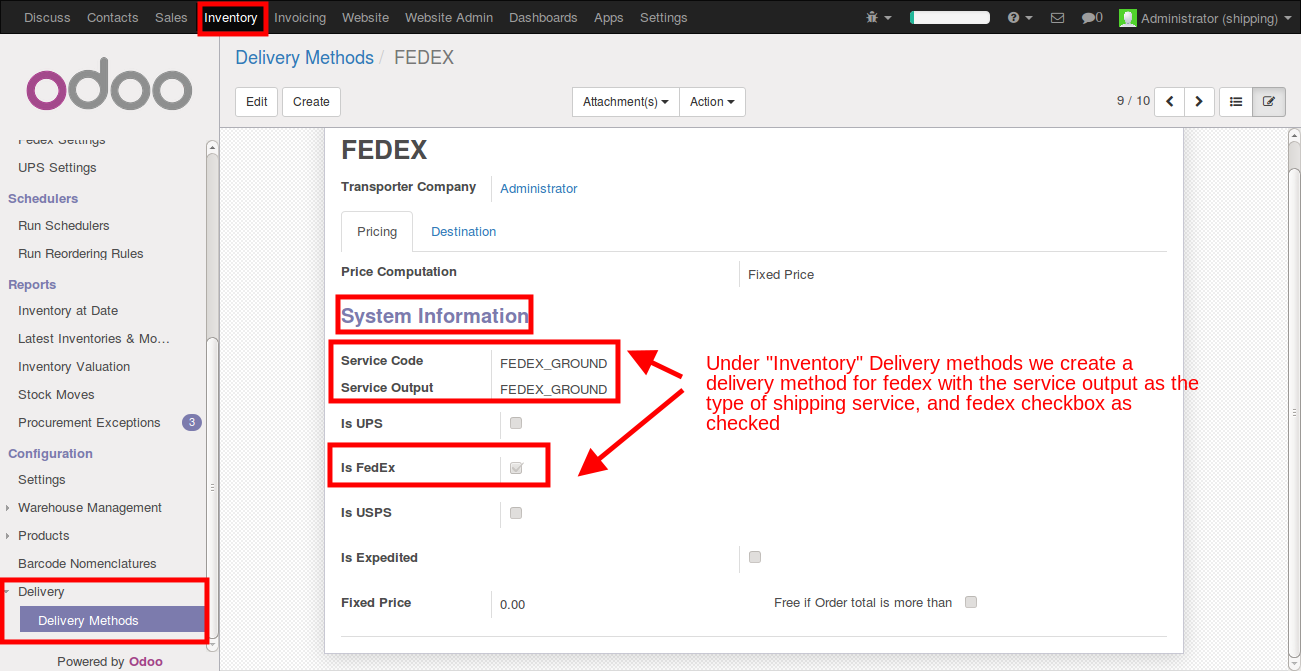 Discuss Contacts Sales Inventory Invoicing Website Website Admin Dashboards Apps Settings 0 Administrator (shipping)
odoo
Fedex Settings
UPS Settings
Schedulers
Run Schedulers
Run Reordering Rules
Reports
Inventory at Date
Latest Inventories & Mo...
Inventory Valuation
Stock Moves
Procurement Exceptions 3
Configuration
Settings
Warehouse Management
Products
Barcode Nomenclatures
Delivery
Delivery Methods
Powered by Odoo
Delivery Methods / FEDEX
Edit Create Attachment(s) Action 9 / 10
FEDEX
Transporter Company Administrator
Pricing Destination
Price Computation Fixed Price
System Information
Service Code FEDEX_GROUND
Service Output FEDEX_GROUND
Is UPS
Is FedEx
Is USPS
Is Expedited
Fixed Price 0.00 Free if Order total is more than
Under "Inventory" Delivery methods we create a
delivery method for fedex with the service output as the
type of shipping service, and fedex checkbox as
checked